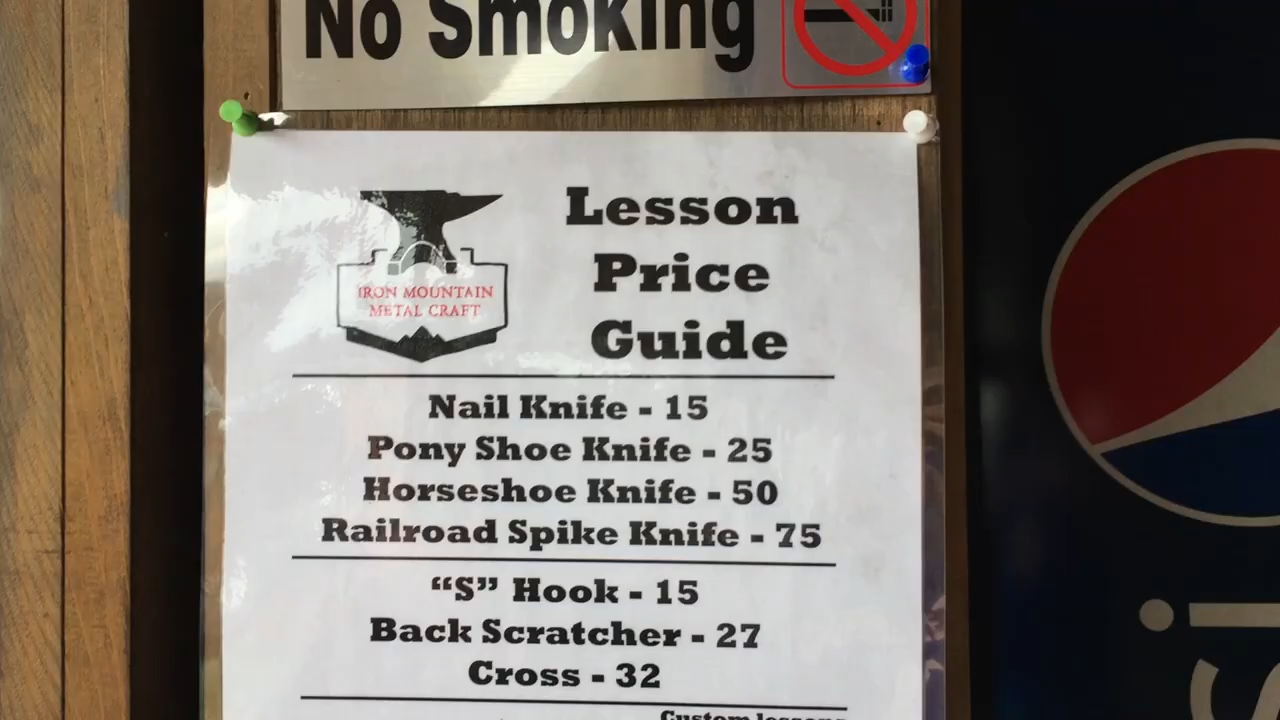 No Smoking
Lesson
Price
Guide
IRON MOUNTAIN
METAL CRAFT
Nail Knife - 15
Pony Shoe Knife - 25
Horseshoe Knife - 50
Railroad Spike Knife - 75
“S” Hook - 15
Back Scratcher - 27
Cross - 32
Custom lessons